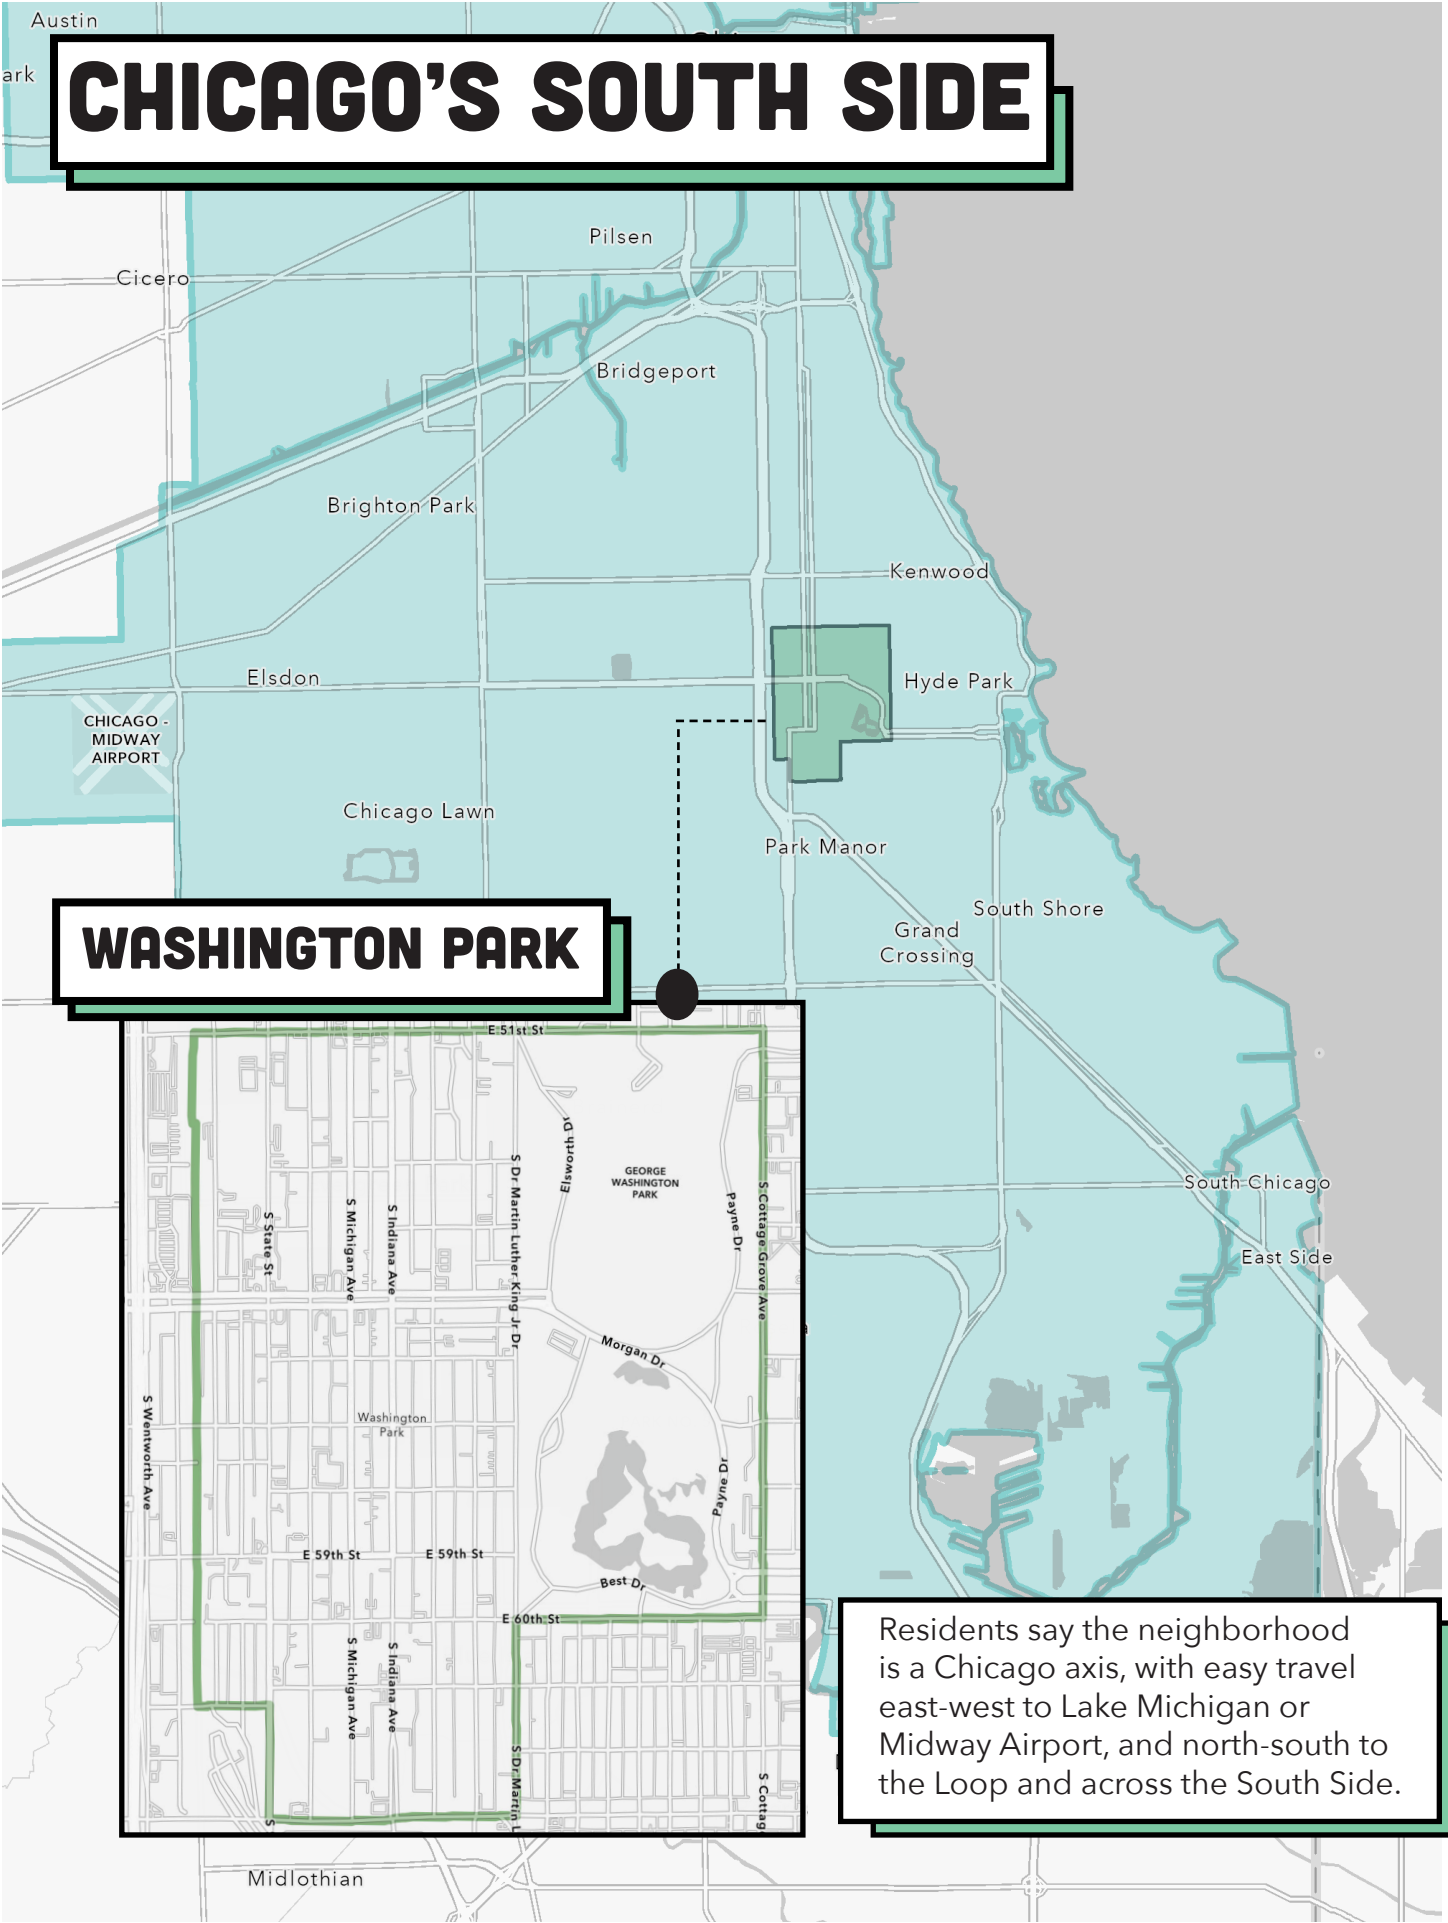 Austin
ark
CHICAGO'S SOUTH SIDE
Pilsen
Cicero
Bridgeport
Brighton Park
Kenwood
Elsdon
Hyde Park
CHICAGO -
MIDWAY
AIRPORT
Chicago Lawn
Park Manor
South Shore
Grand
Crossing
WASHINGTON PARK
E 51st St
Elsworth Dr
GEORGE
WASHINGTON
PARK
S Dr Martin Luther King Jr Dr
S Cottage Grove Ave
Payne Dr
S State St
S Michigan Ave
S Indiana Ave
South Chicago
East Side
Morgan Dr
S Wentworth Ave
Washington
Park
Payne Dr
E 59th St
E 59th St
Best Dr
E 60th St
S Michigan Ave
S Indiana Ave
S Dr Martin L
S Cottag
S
Residents say the neighborhood
is a Chicago axis, with easy travel
east-west to Lake Michigan or
Midway Airport, and north-south to
the Loop and across the South Side.
Midlothian